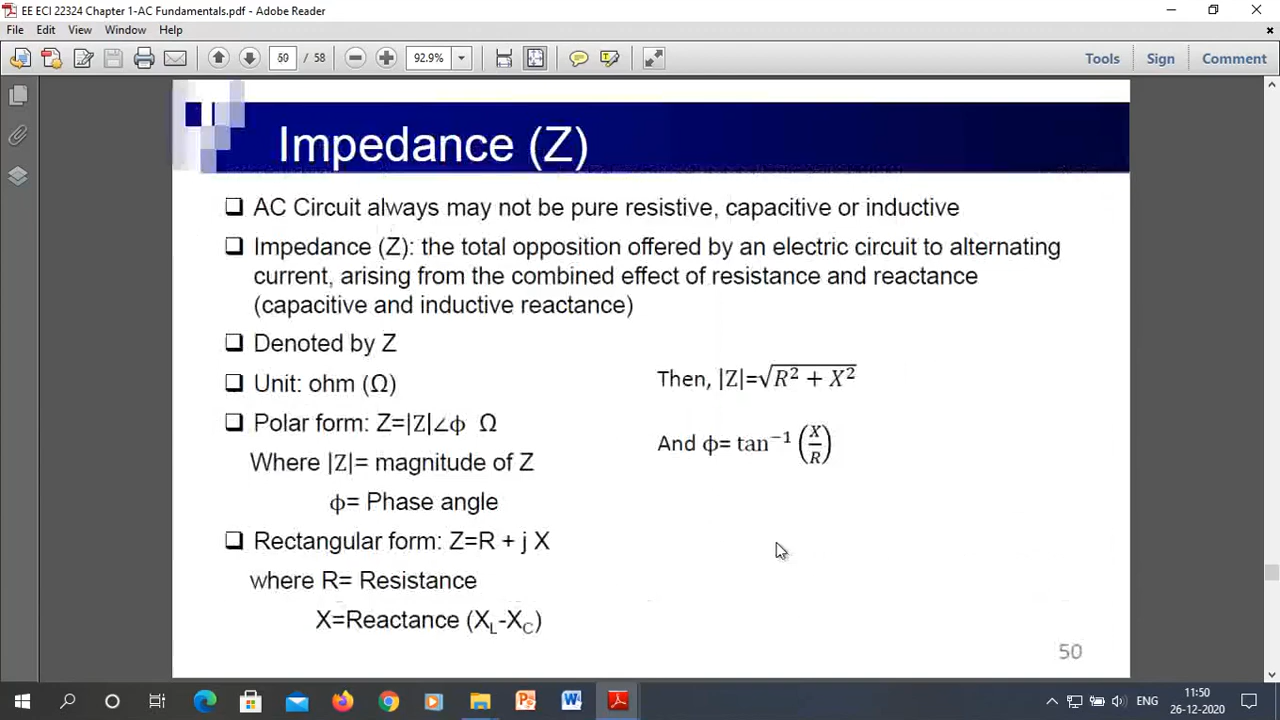 EE ECI 22324 Chapter 1-AC Fundamentals.pdf - Adobe Reader
File Edit View Window Help
50 / 58 92.9% Tools Sign Comment
Impedance (Z)
❑ AC Circuit always may not be pure resistive, capacitive or inductive
❑ Impedance (Z): the total opposition offered by an electric circuit to alternating
current, arising from the combined effect of resistance and reactance
(capacitive and inductive reactance)
❑ Denoted by Z
❑ Unit: ohm (Ω)
❑ Polar form: Z=|Z|∠ϕ Ω
Where |Z|= magnitude of Z
ϕ= Phase angle
❑ Rectangular form: Z=R + j X
where R= Resistance
X=Reactance (X_L-X_C)
Then, |Z|=√(R² + X²)
And ϕ= tan⁻¹ (X/R)
50
ENG
11:50
26-12-2020